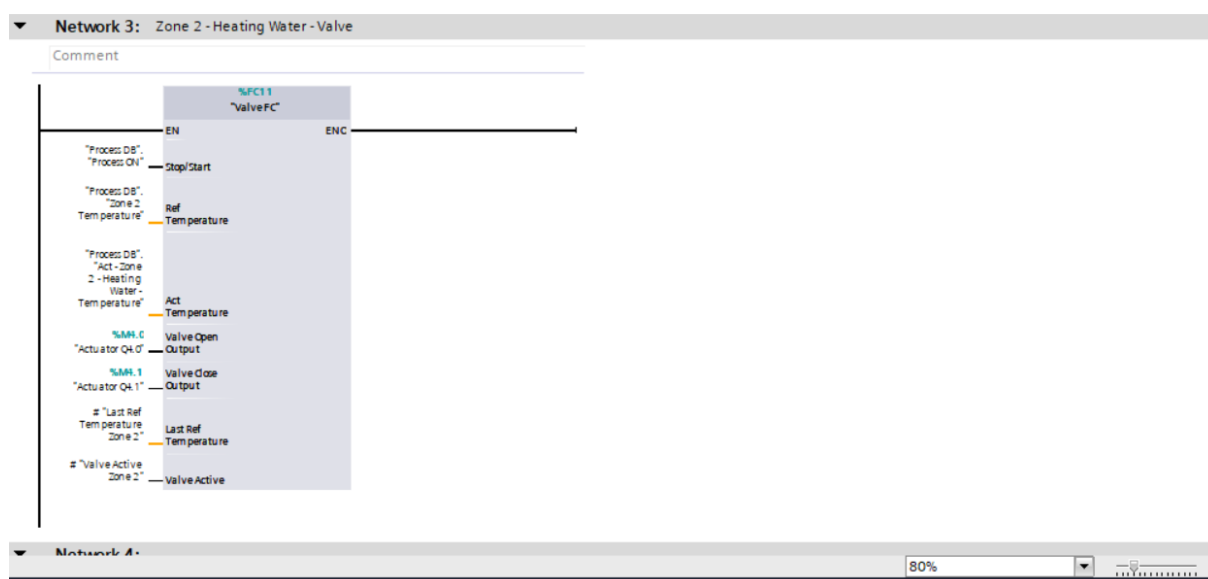 Network 3: Zone 2 - Heating Water - Valve
Comment
%FC11
"Valve FC"
EN
ENC
"Process DB".
"Process ON"
Stop/Start
"Process DB".
"Zone 2
Temperature"
Ref
Temperature
"Process DB".
"Act - Zone
2 - Heating
Water -
Temperature"
Act
Temperature
%M4.0
"Actuator Q4.0"
Valve Open
Output
%M4.1
"Actuator Q4.1"
Valve Close
Output
# "Last Ref
Temperature
Zone 2"
Last Ref
Temperature
# "Valve Active
Zone 2"
Valve Active
Network 4:
80%